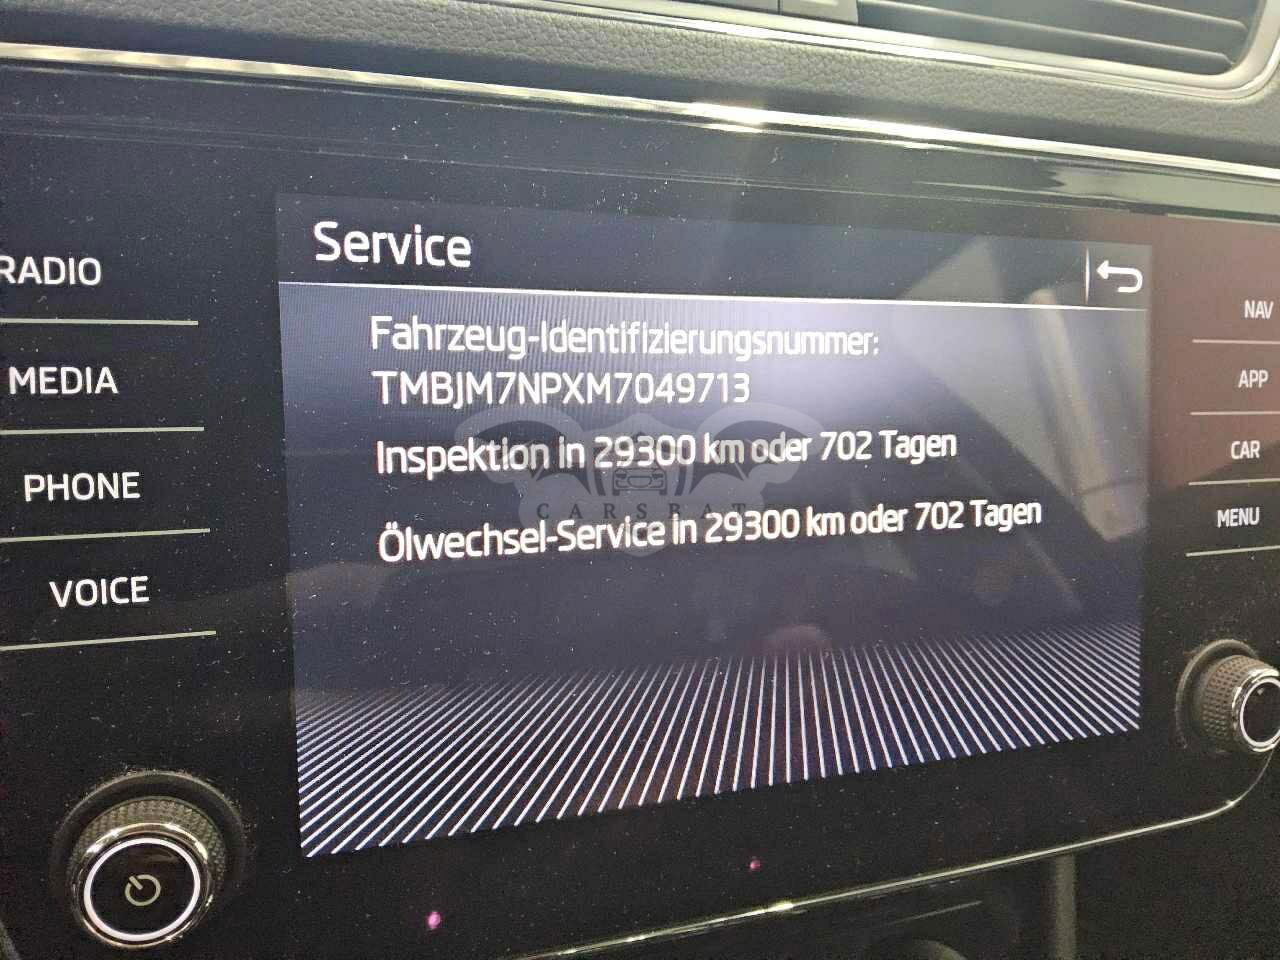 Service
RADIO
MEDIA
PHONE
VOICE
Fahrzeug-Identifizierungsnummer:
TMBJM7NPXM7049713
Inspektion in 29300 km oder 702 Tagen
Ölwechsel-Service in 29300 km oder 702 Tagen
CARSBAT
NAV
APP
CAR
MENU